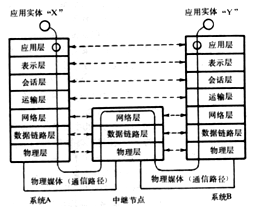 应用实体 "X"
应用实体 "Y"
应用层
应用层
表示层
表示层
会话层
会话层
运输层
运输层
网络层
网络层
网络层
数据链路层
数据链路层
数据链路层
物理层
物理层
物理层
物理媒体（通信路径）
物理媒体（通信路径）
系统A
中继节点
系统B